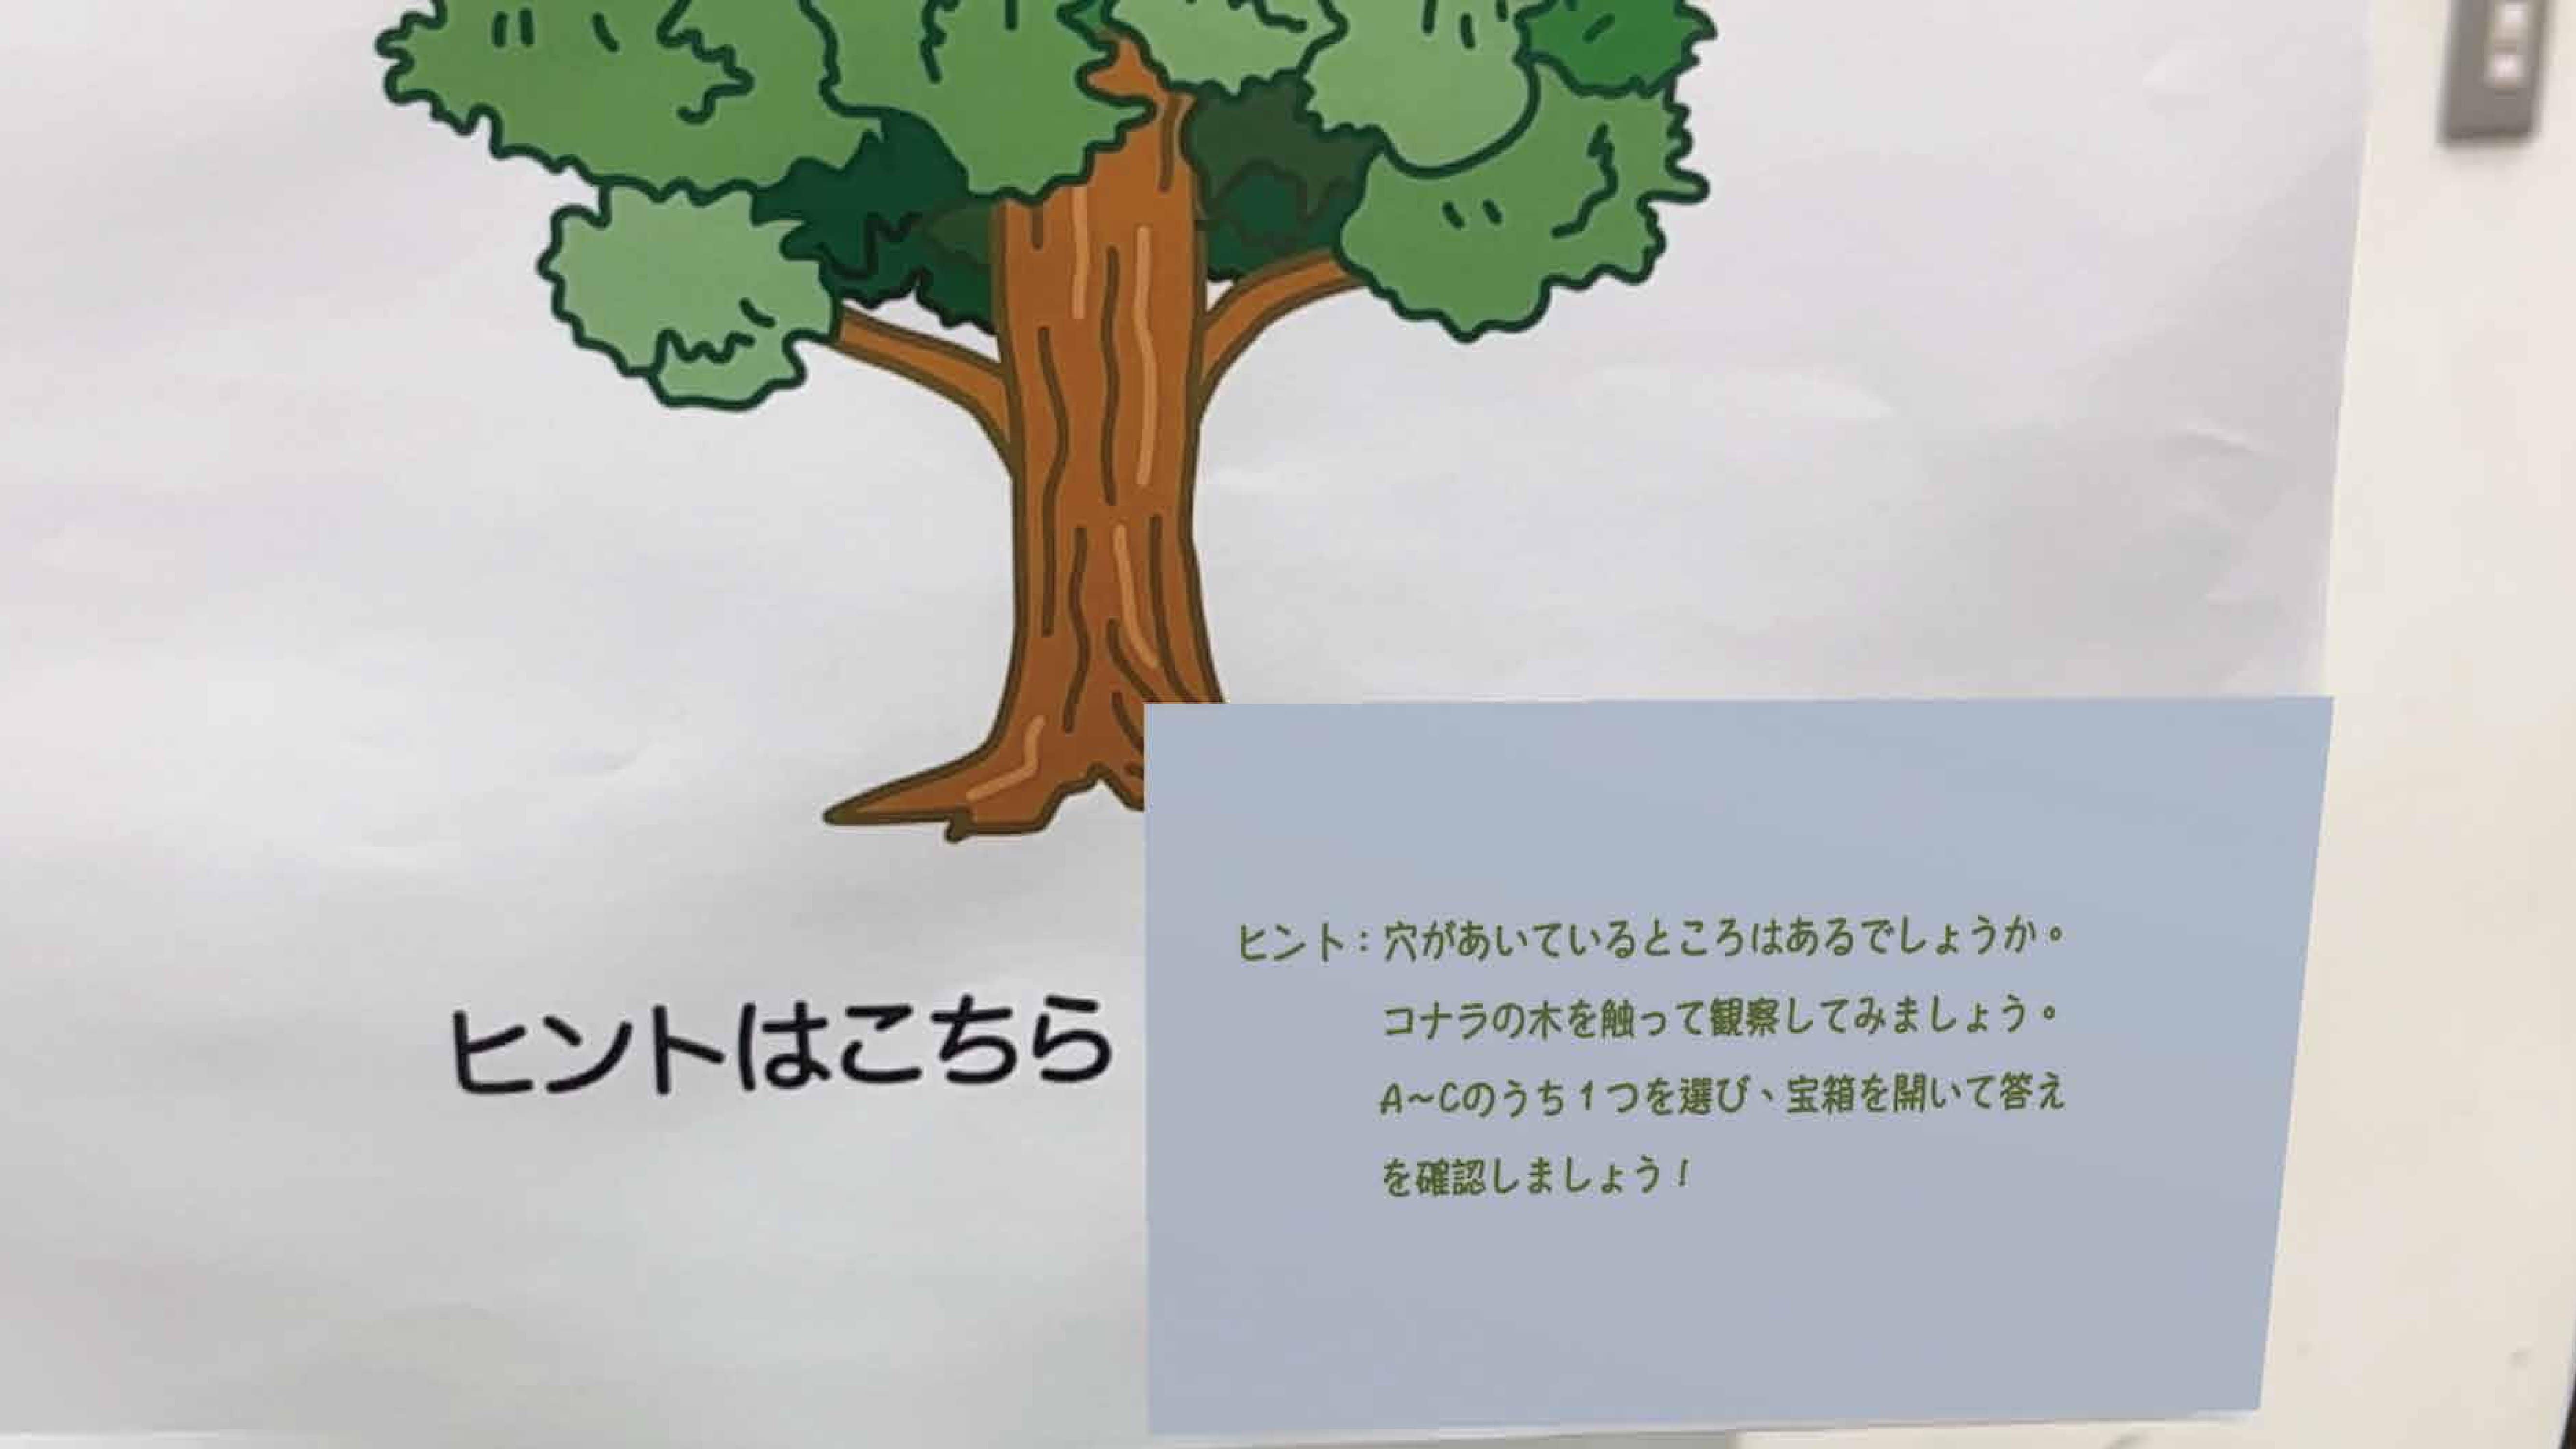 ヒントはこちら
ヒント：穴があいているところはあるでしょうか。
コナラの木を触って観察してみましょう。
A~Cのうち１つを選び、宝箱を開いて答え
を確認しましょう！